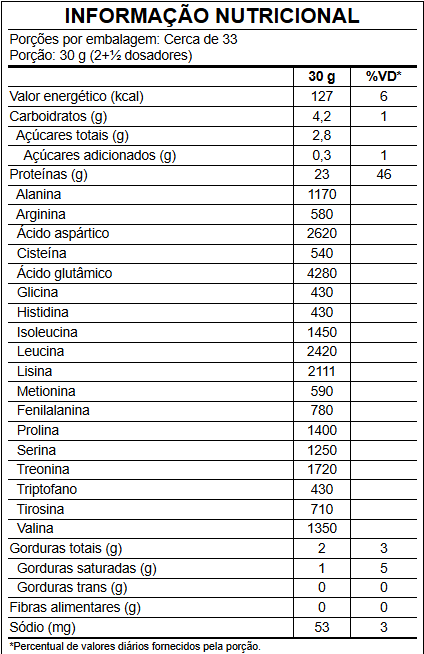 INFORMAÇÃO NUTRICIONAL
Porções por embalagem: Cerca de 33
Porção: 30 g (2+½ dosadores)
30 g %VD*
Valor energético (kcal) 127 6
Carboidratos (g) 4,2 1
Açúcares totais (g) 2,8
Açúcares adicionados (g) 0,3 1
Proteínas (g) 23 46
Alanina 1170
Arginina 580
Ácido aspártico 2620
Cisteína 540
Ácido glutâmico 4280
Glicina 430
Histidina 430
Isoleucina 1450
Leucina 2420
Lisina 2111
Metionina 590
Fenilalanina 780
Prolina 1400
Serina 1250
Treonina 1720
Triptofano 430
Tirosina 710
Valina 1350
Gorduras totais (g) 2 3
Gorduras saturadas (g) 1 5
Gorduras trans (g) 0 0
Fibras alimentares (g) 0 0
Sódio (mg) 53 3
*Percentual de valores diários fornecidos pela porção.